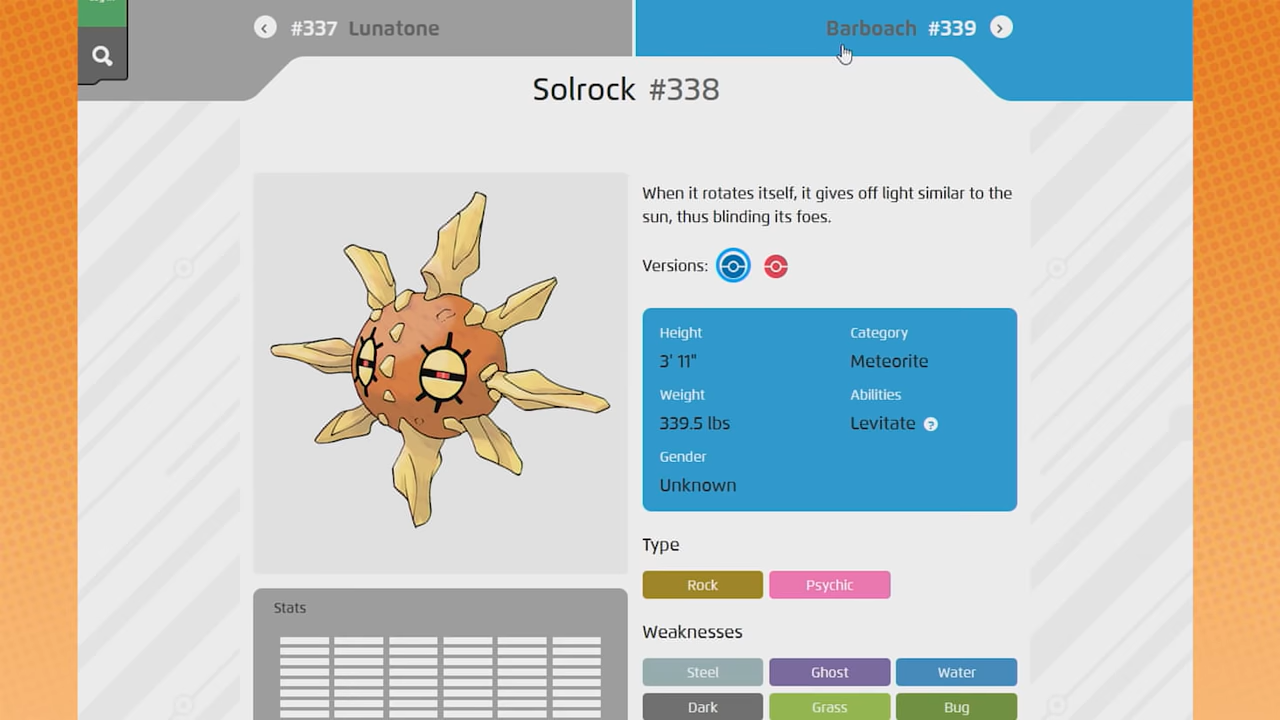 #337 Lunatone
Barboach #339
Solrock #338
When it rotates itself, it gives off light similar to the
sun, thus blinding its foes.
Versions:
Height
3' 11"
Weight
339.5 lbs
Gender
Unknown
Category
Meteorite
Abilities
Levitate ?
Type
Rock
Psychic
Weaknesses
Steel
Ghost
Water
Dark
Grass
Bug
Stats